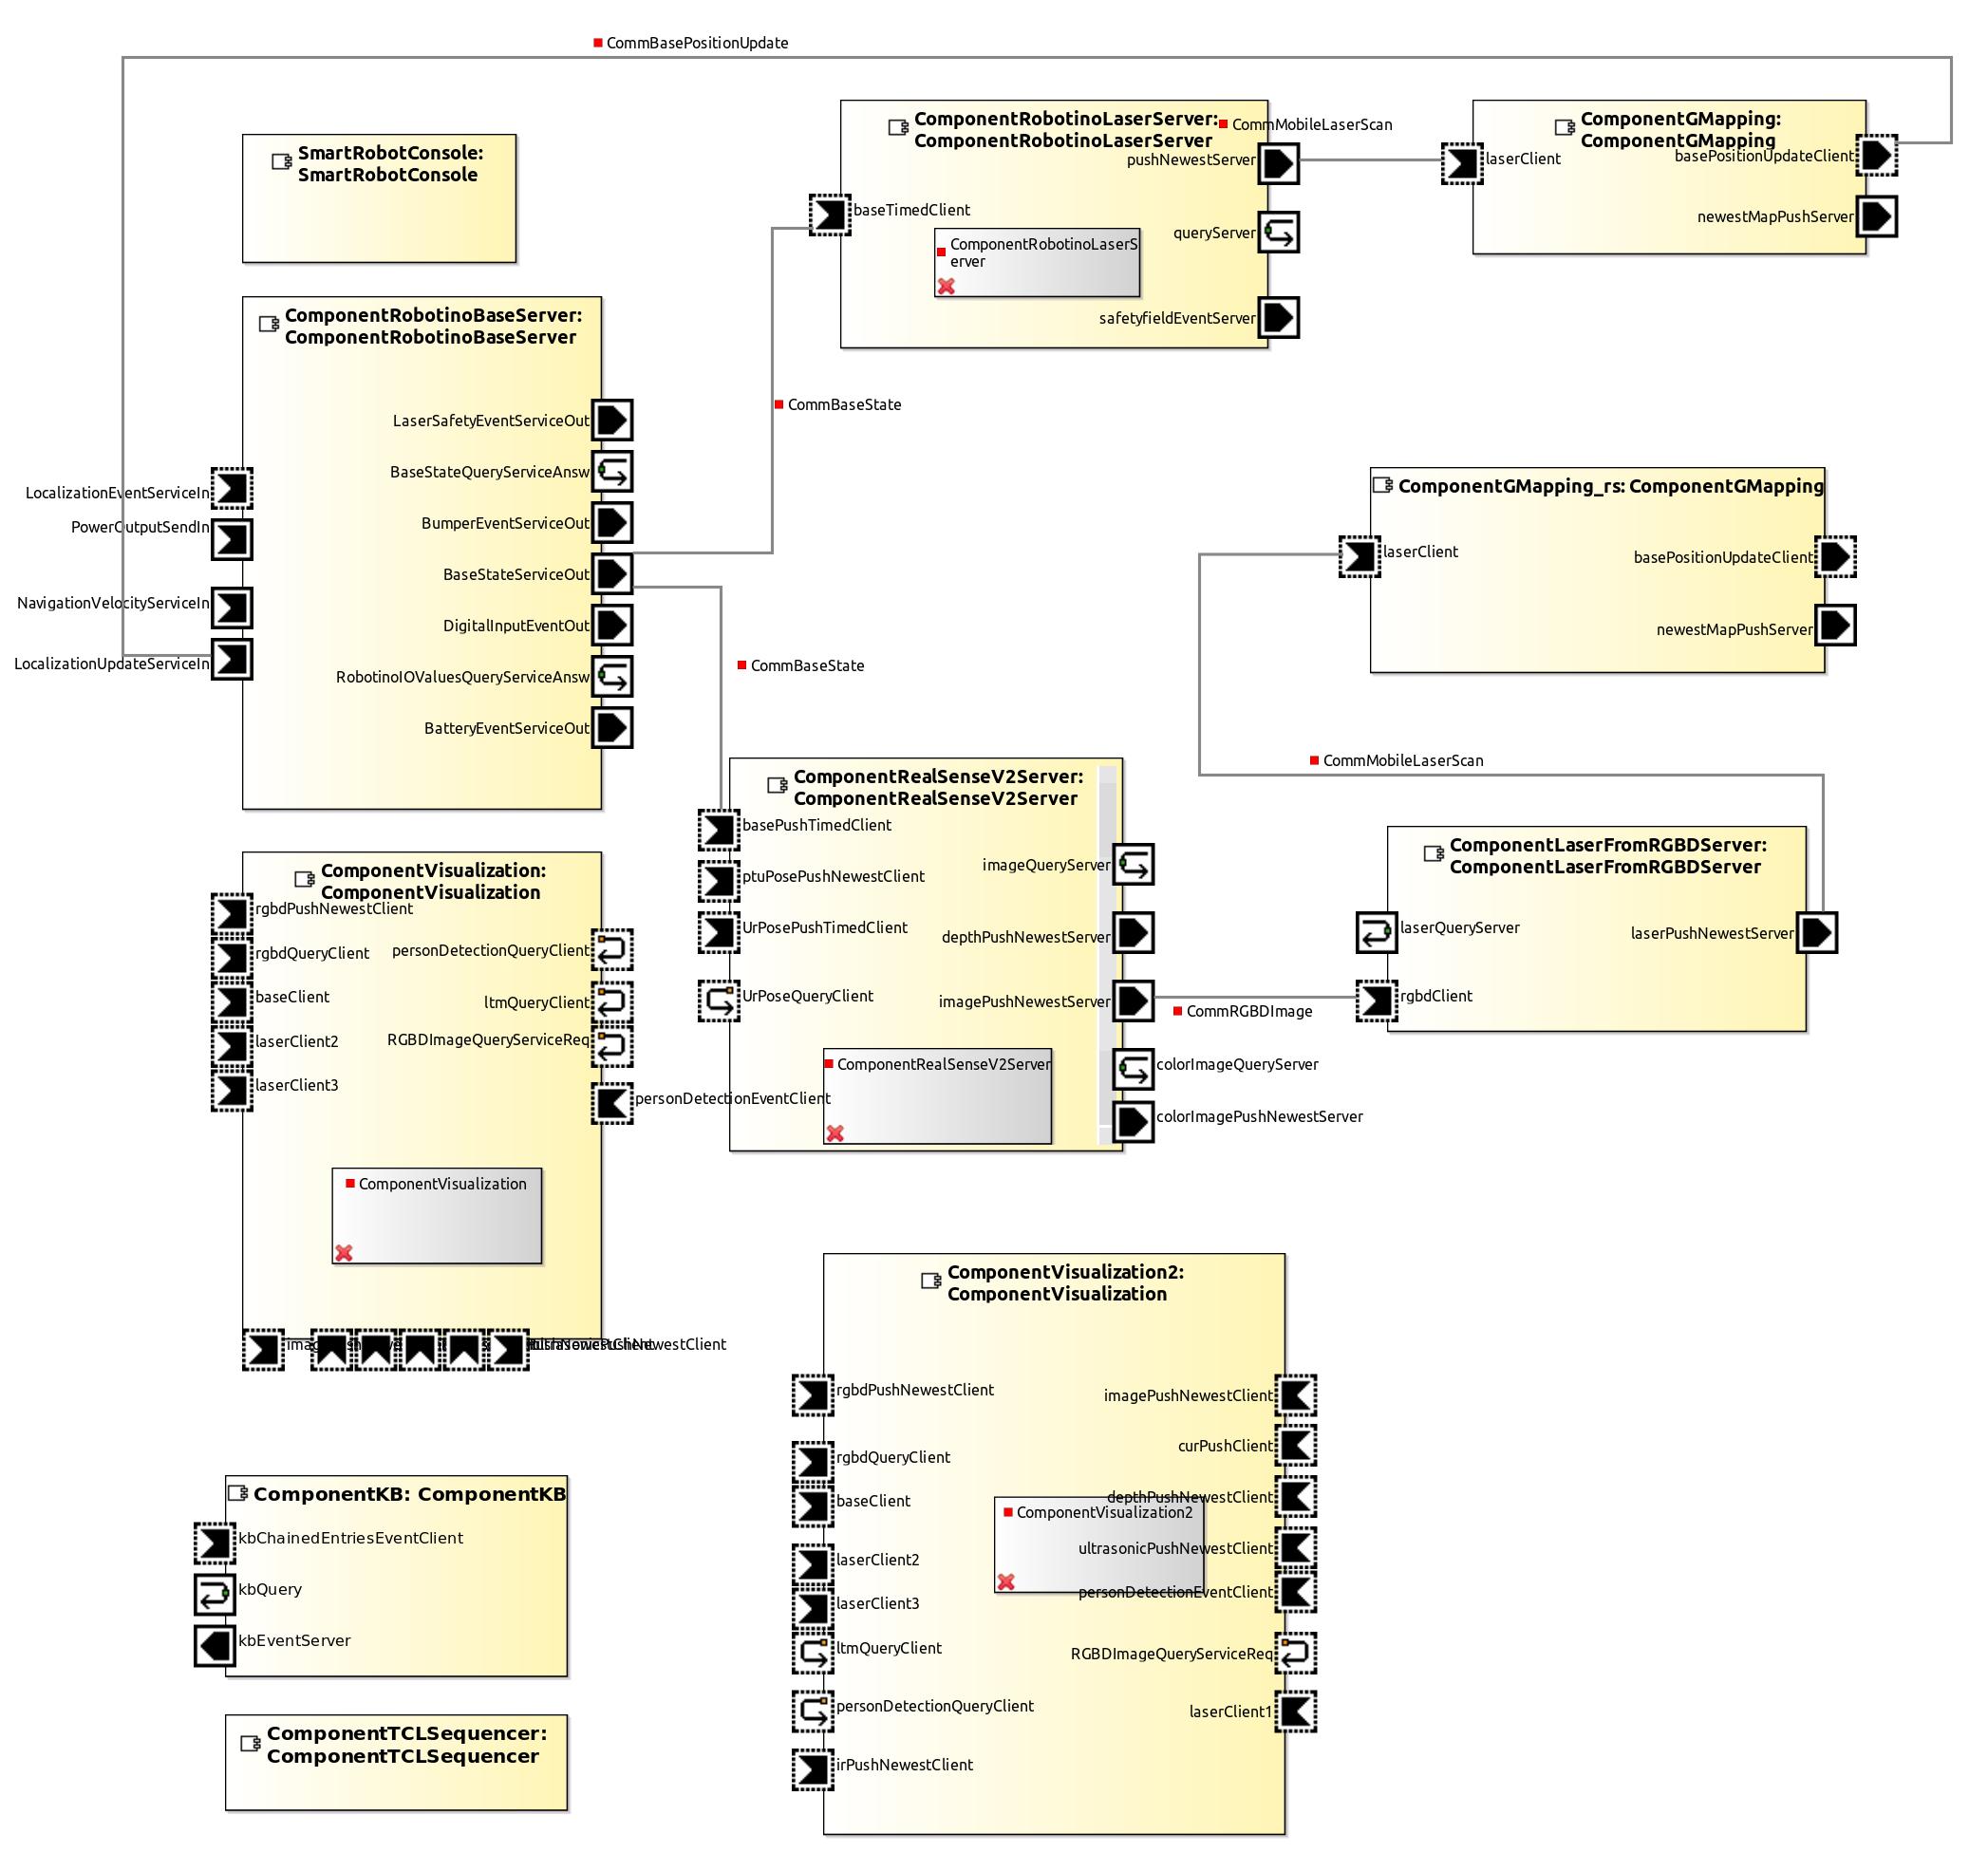 CommBasePositionUpdate
SmartRobotConsole:
SmartRobotConsole
ComponentRobotinoLaserServer:
ComponentRobotinoLaserServer
CommMobileLaserScan
pushNewestServer
baseTimedClient
queryServer
ComponentRobotinoLaserS
erver
safetyfieldEventServer
ComponentGMapping:
ComponentGMapping
laserClient
basePositionUpdateClient
newestMapPushServer
ComponentRobotinoBaseServer:
ComponentRobotinoBaseServer
LaserSafetyEventServiceOut
BaseStateQueryServiceAnsw
BumperEventServiceOut
BaseStateServiceOut
DigitalInputEventOut
RobotinoIOValuesQueryServiceAnsw
BatteryEventServiceOut
LocalizationEventServiceIn
PowerOutputSendIn
NavigationVelocityServiceIn
LocalizationUpdateServiceIn
CommBaseState
CommBaseState
ComponentGMapping_rs: ComponentGMapping
laserClient
basePositionUpdateClient
newestMapPushServer
CommMobileLaserScan
ComponentRealSenseV2Server:
ComponentRealSenseV2Server
basePushTimedClient
ptuPosePushNewestClient
UrPosePushTimedClient
UrPoseQueryClient
imageQueryServer
depthPushNewestServer
imagePushNewestServer
colorImageQueryServer
colorImagePushNewestServer
ComponentRealSenseV2Server
CommRGBDImage
ComponentLaserFromRGBDServer:
ComponentLaserFromRGBDServer
laserQueryServer
laserPushNewestServer
rgbdClient
ComponentVisualization:
ComponentVisualization
rgbdPushNewestClient
rgbdQueryClient
baseClient
laserClient2
laserClient3
personDetectionQueryClient
ltmQueryClient
RGBDImageQueryServiceReq
personDetectionEventClient
ComponentVisualization
ComponentVisualization2:
ComponentVisualization
rgbdPushNewestClient
rgbdQueryClient
baseClient
laserClient2
laserClient3
ltmQueryClient
personDetectionQueryClient
irPushNewestClient
imagePushNewestClient
curPushClient
depthPushNewestClient
ComponentVisualization2
ultrasonicPushNewestClient
personDetectionEventClient
RGBDImageQueryServiceReq
laserClient1
ComponentKB: ComponentKB
kbChainedEntriesEventClient
kbQuery
kbEventServer
ComponentTCLSequencer:
ComponentTCLSequencer